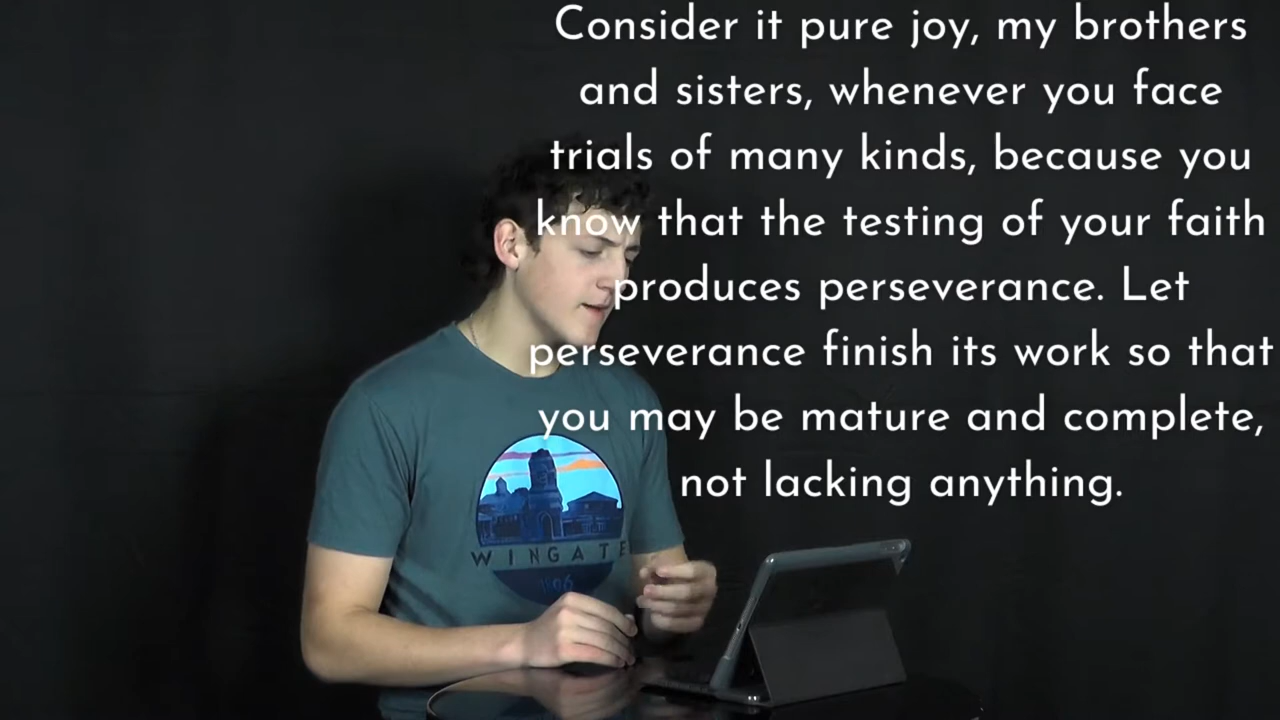 Consider it pure joy, my brothers
and sisters, whenever you face
trials of many kinds, because you
know that the testing of your faith
produces perseverance. Let
perseverance finish its work so that
you may be mature and complete,
not lacking anything.
WINGATE